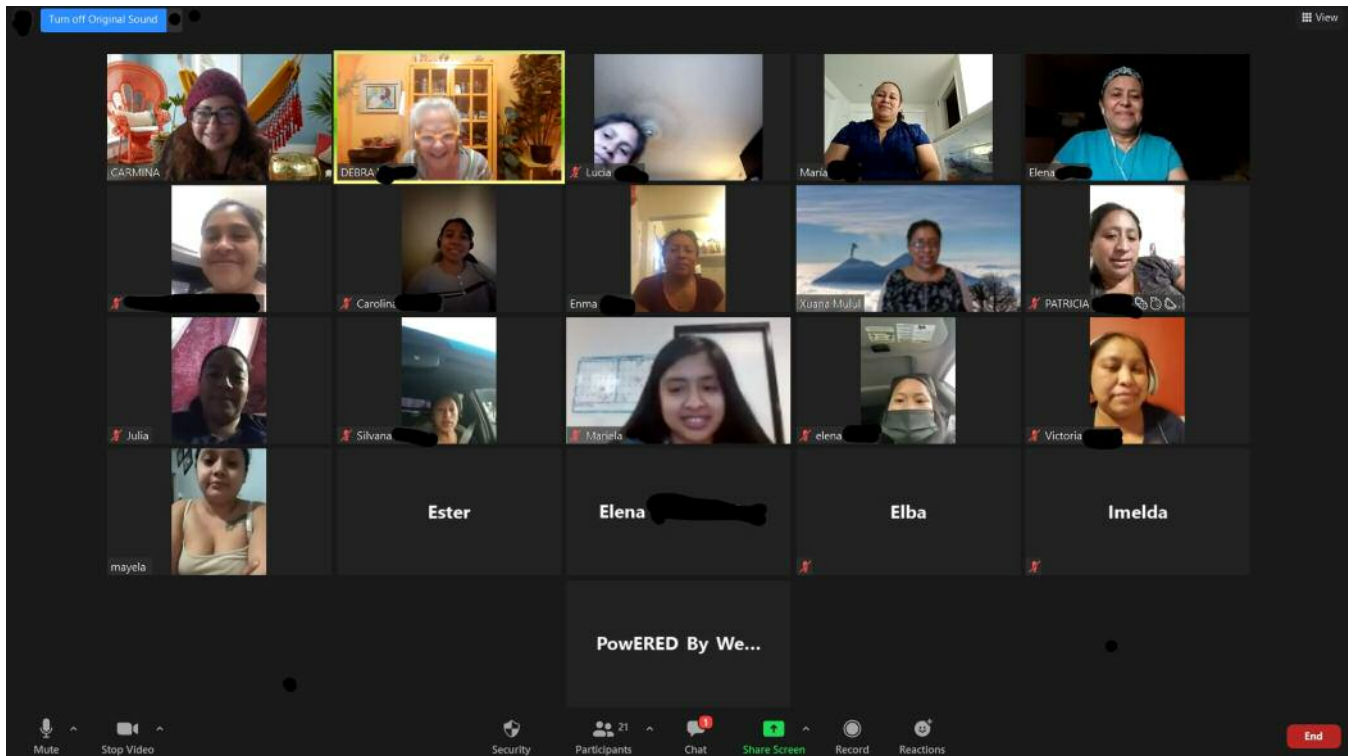 Turn off Original Sound
View
CARMINA
DEBRA
Lucia
María
Elena
Carolina
Enma
Xuana Mulul
PATRICIA
Julia
Silvana
Mariela
elena
Victoria
mayela
Ester
Elena
Elba
Imelda
PowERED By We...
Mute
Stop Video
Security
21
Participants
1
Chat
Share Screen
Record
Reactions
End